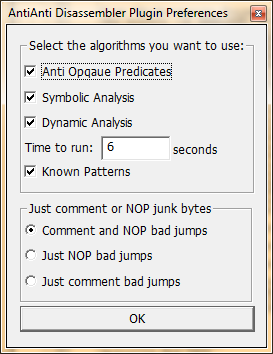 AntiAnti Disassembler Plugin Preferences
Select the algorithms you want to use:
Anti Opqaue Predicates
Symbolic Analysis
Dynamic Analysis
Time to run: 6 seconds
Known Patterns
Just comment or NOP junk bytes
Comment and NOP bad jumps
Just NOP bad jumps
Just comment bad jumps
OK